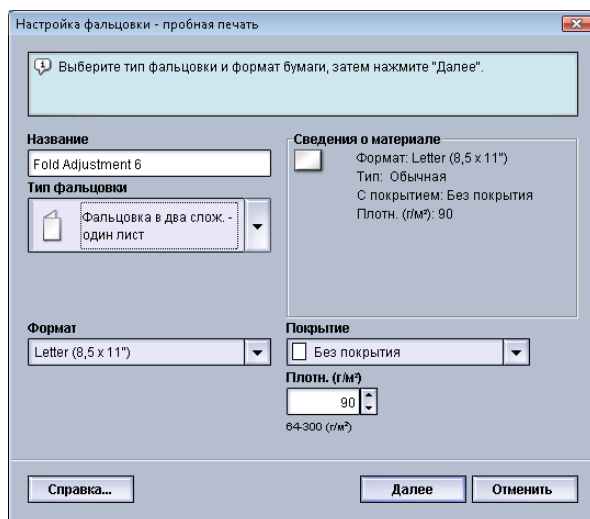 Настройка фальцовки - пробная печать
Выберите тип фальцовки и формат бумаги, затем нажмите "Далее".
Название
Fold Adjustment 6
Тип фальцовки
Фальцовка в два слож. -
один лист
Сведения о материале
Формат: Letter (8,5 x 11")
Тип: Обычная
С покрытием: Без покрытия
Плотн. (г/м²): 90
Формат
Letter (8,5 x 11")
Покрытие
Без покрытия
Плотн. (г/м²)
90
64-300 (г/м²)
Справка...
Далее
Отменить